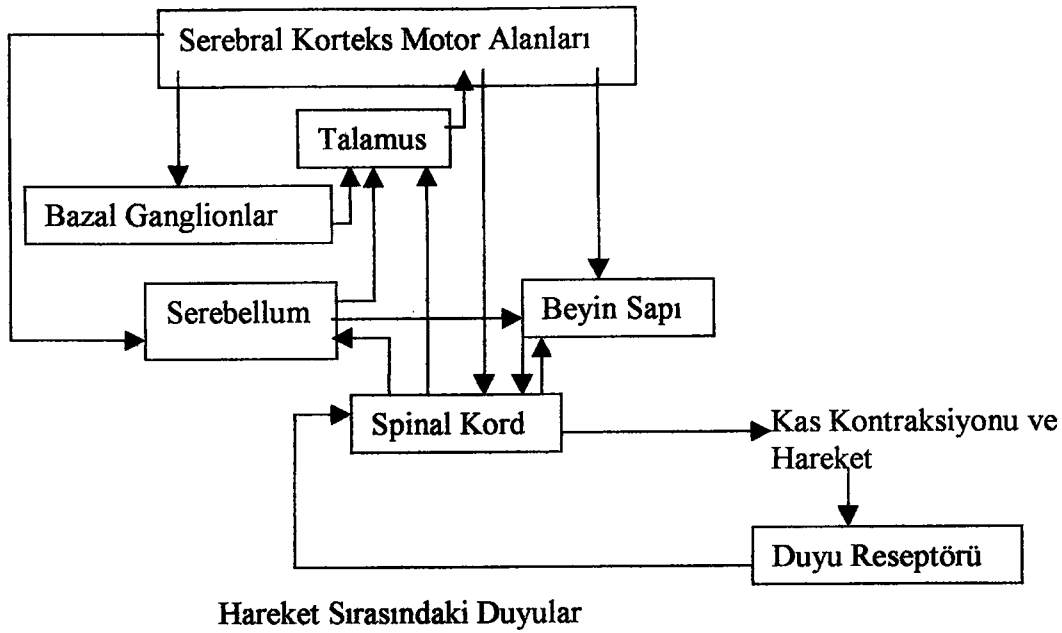 Serebral Korteks Motor Alanları
Talamus
Bazal Ganglionlar
Serebellum
Beyin Sapı
Spinal Kord
Kas Kontraksiyonu ve
Hareket
Duyu Reseptörü
Hareket Sırasındaki Duyular